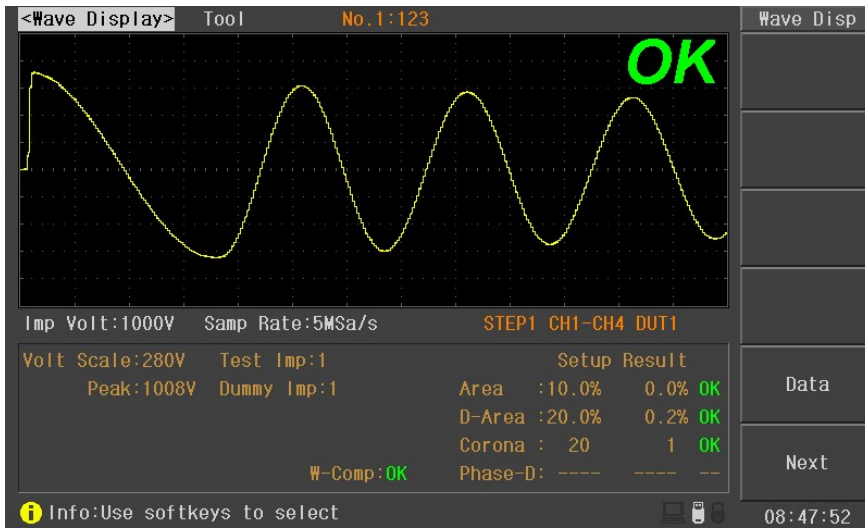 <Wave Display> Tool No.1:123 Wave Disp
OK
Imp Volt:1000V Samp Rate:5MSa/s STEP1 CH1-CH4 DUT1
Volt Scale:280V Test Imp:1 Setup Result
Peak:1008V Dummy Imp:1 Area :10.0% 0.0% OK
Data
D-Area :20.0% 0.2% OK
Corona : 20 1 OK
W-Comp:OK Phase-D: ---- ---- --
Next
i Info:Use softkeys to select 08:47:52